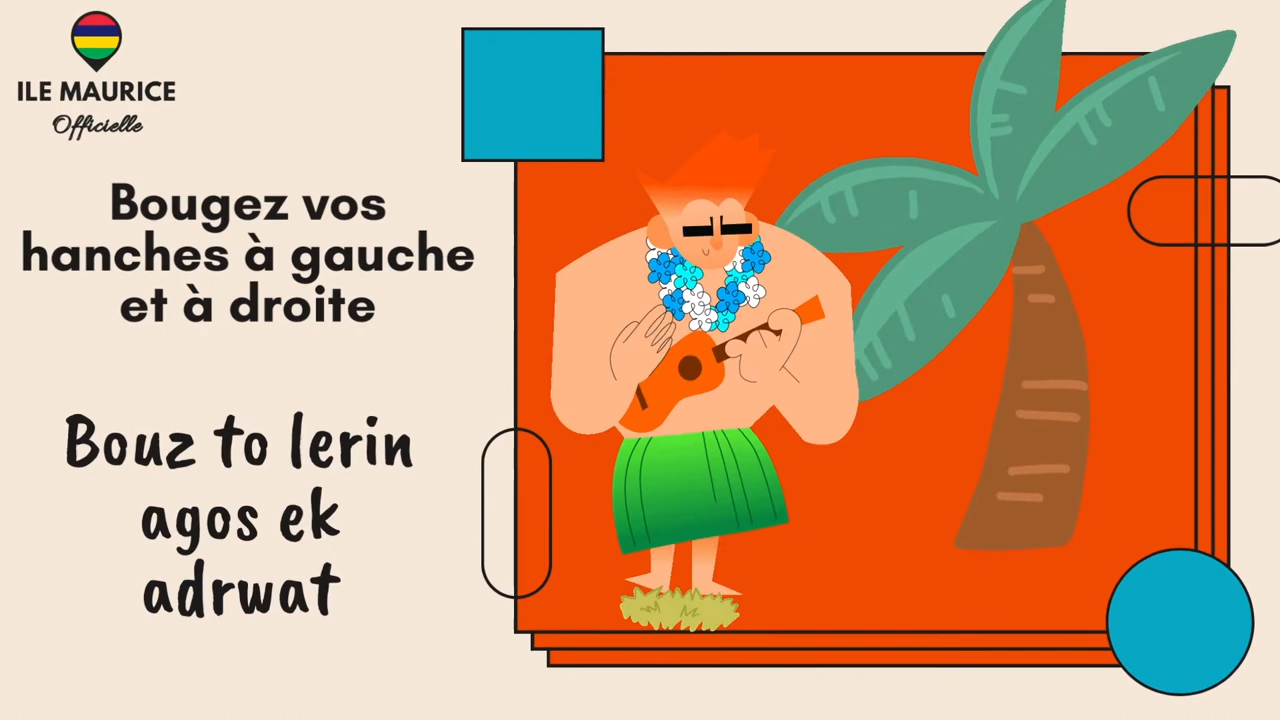 ILE MAURICE
Officielle
Bougez vos
hanches à gauche
et à droite
Bouz to lerin
agos ek
adrwat